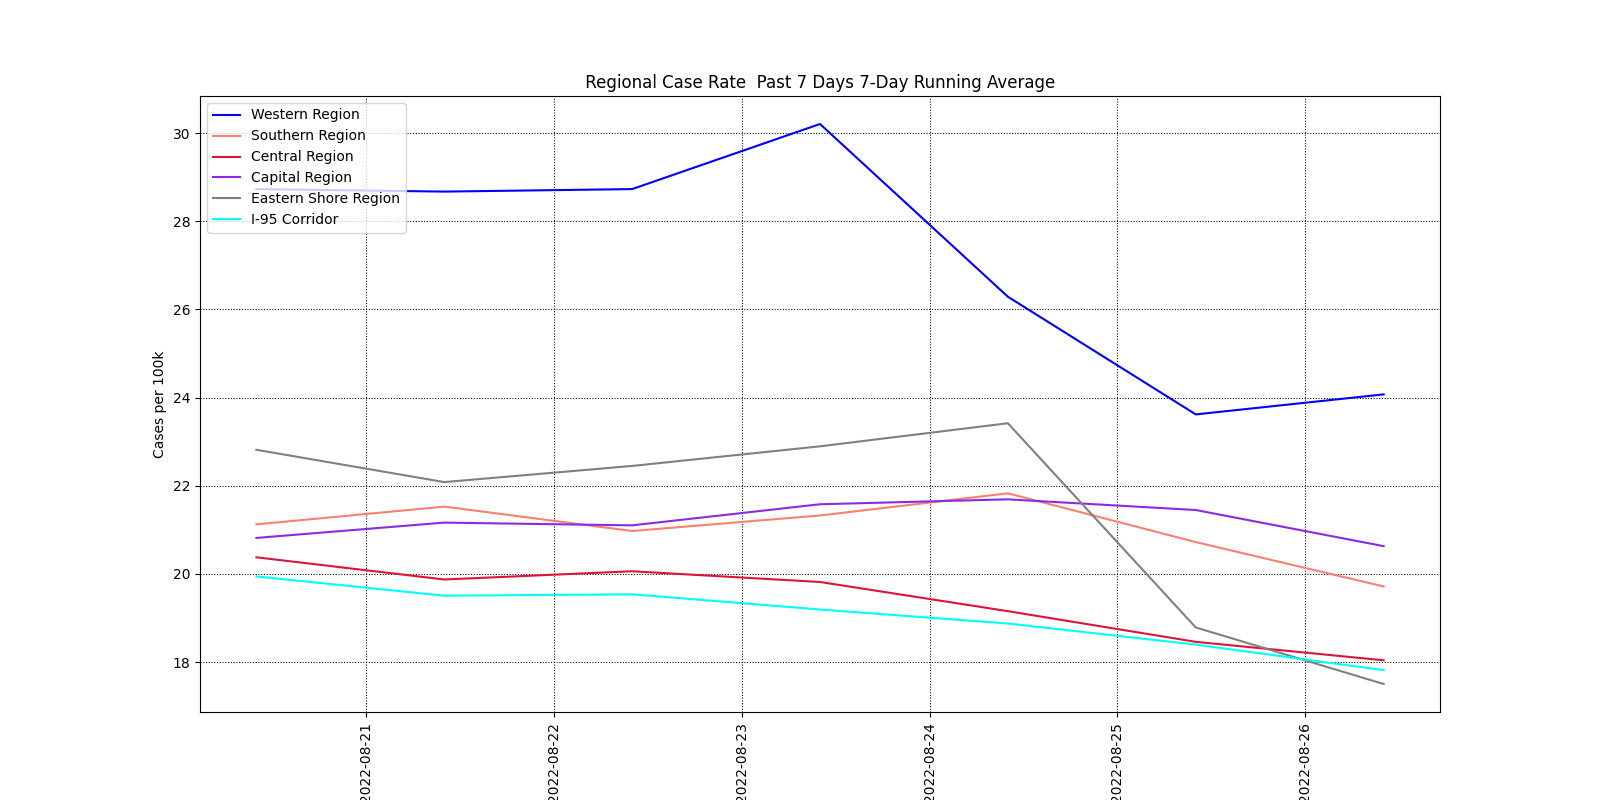 Regional Case Rate  Past 7 Days 7-Day Running Average
Western Region
Southern Region
Central Region
Capital Region
Eastern Shore Region
I-95 Corridor
30
28
26
24
22
20
18
Cases per 100k
2022-08-21
2022-08-22
2022-08-23
2022-08-24
2022-08-25
2022-08-26